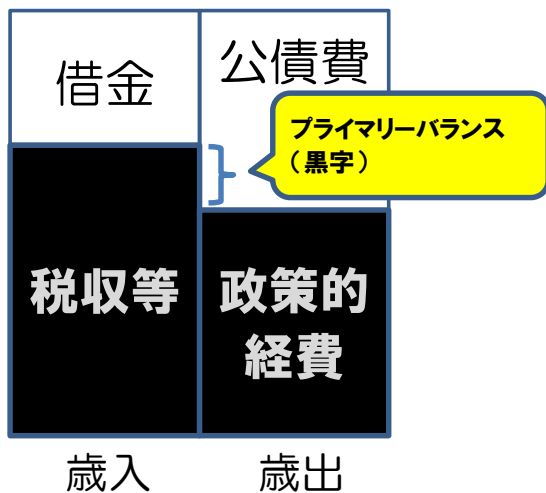 借金
公債費
プライマリーバランス
（黒字）
税収等
政策的
経費
歳入
歳出